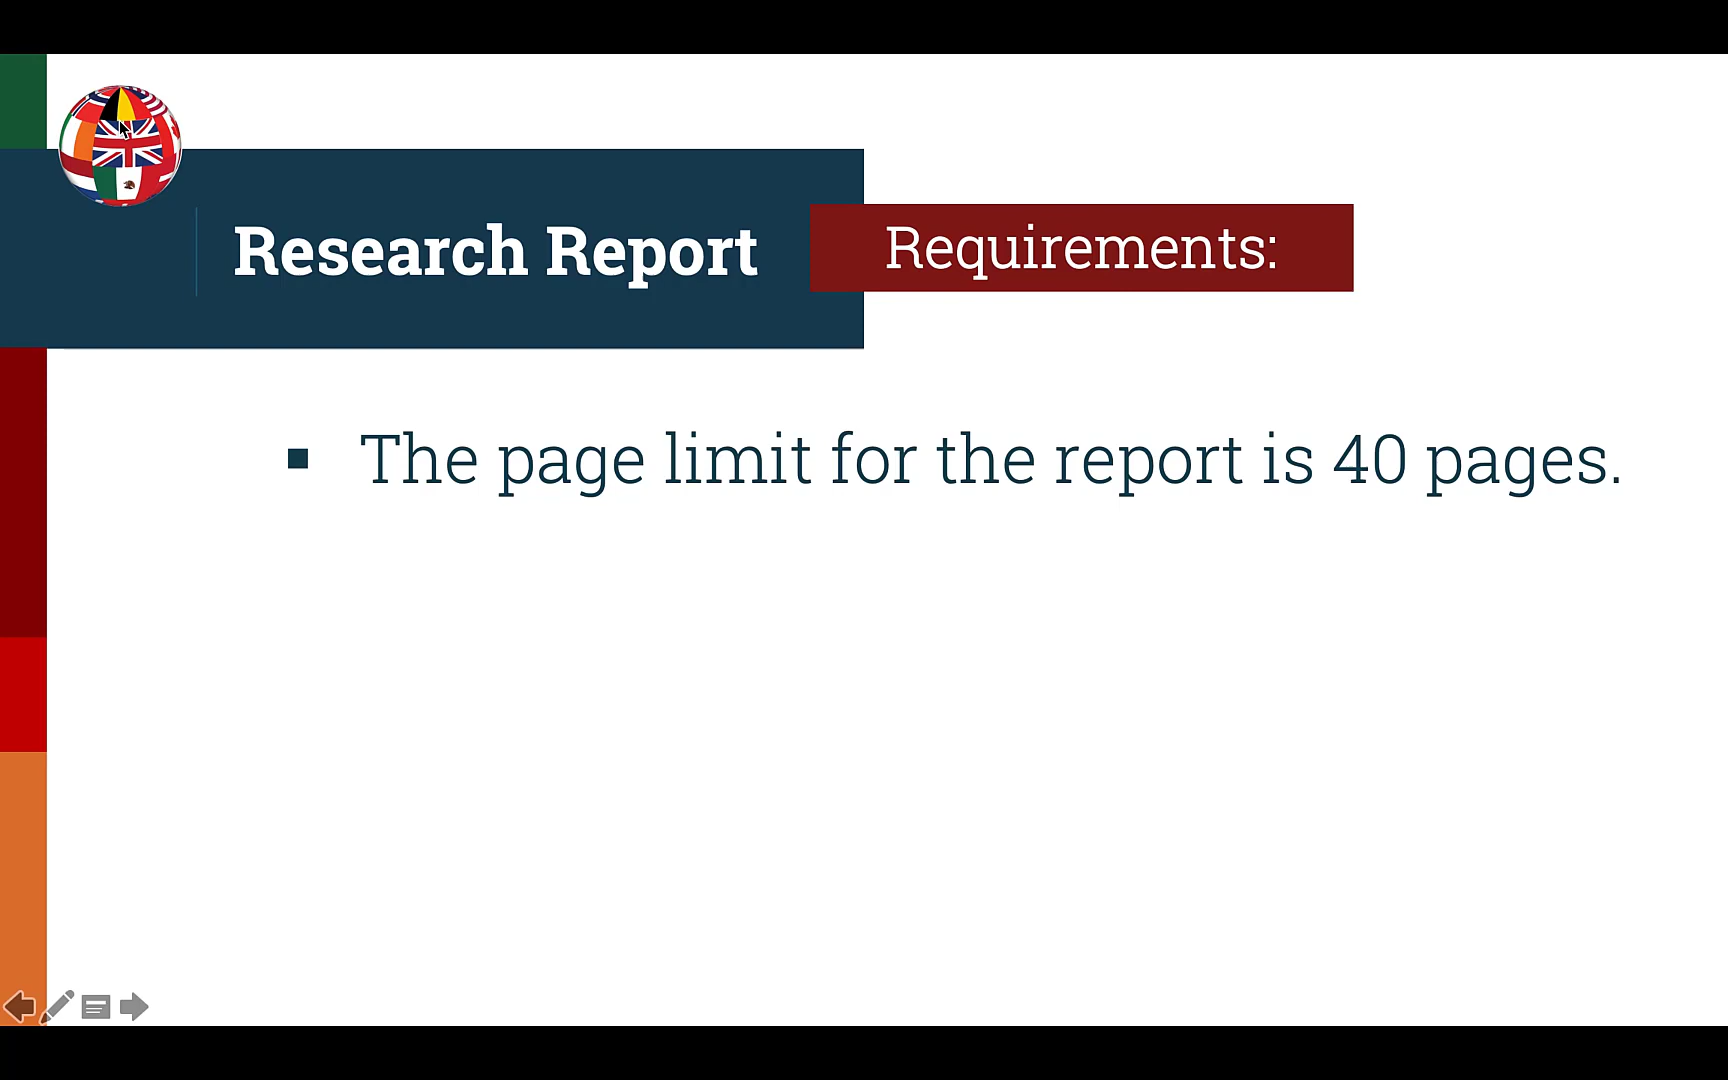 Research Report
Requirements:
▪ The page limit for the report is 40 pages.